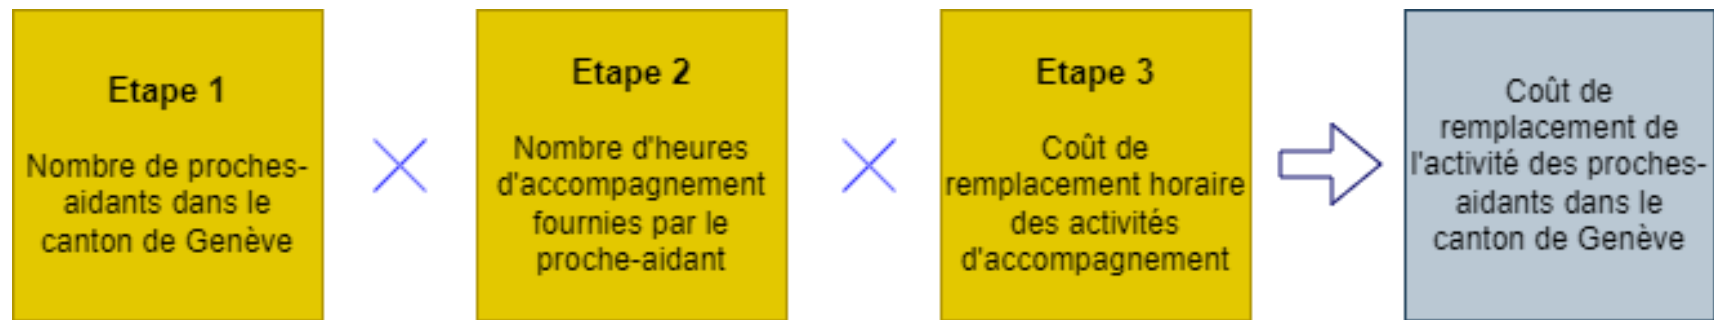 Etape 1
Nombre de proches-
aidants dans le
canton de Genève
Etape 2
Nombre d'heures
d'accompagnement
fournies par le
proche-aidant
Etape 3
Coût de
remplacement horaire
des activités
d'accompagnement
Coût de
remplacement de
l'activité des proches-
aidants dans le
canton de Genève